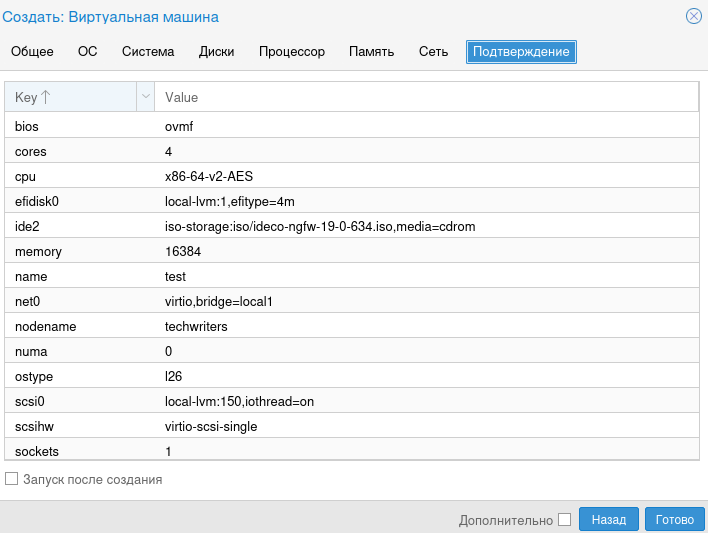 Создать: Виртуальная машина
Общее ОС Система Диски Процессор Память Сеть Подтверждение
Key Value
bios ovmf
cores 4
cpu x86-64-v2-AES
efidisk0 local-lvm:1,efitype=4m
ide2 iso-storage:iso/ideco-ngfw-19-0-634.iso,media=cdrom
memory 16384
name test
net0 virtio,bridge=local1
nodename techwriters
numa 0
ostype l26
scsi0 local-lvm:150,iothread=on
scsihw virtio-scsi-single
sockets 1
Запуск после создания
Дополнительно Назад Готово